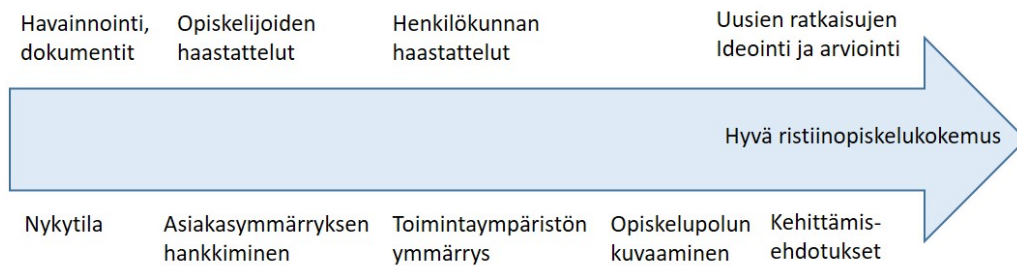 Havainnointi,
dokumentit
Opiskelijoiden
haastattelut
Henkilökunnan
haastattelut
Uusien ratkaisujen
Ideointi ja arviointi
Hyvä ristiinopiskelukokemus
Nykytila
Asiakasymmärryksen
hankkiminen
Toimintaympäristön
ymmärrys
Opiskelupolun
kuvaaminen
Kehittämis-
ehdotukset